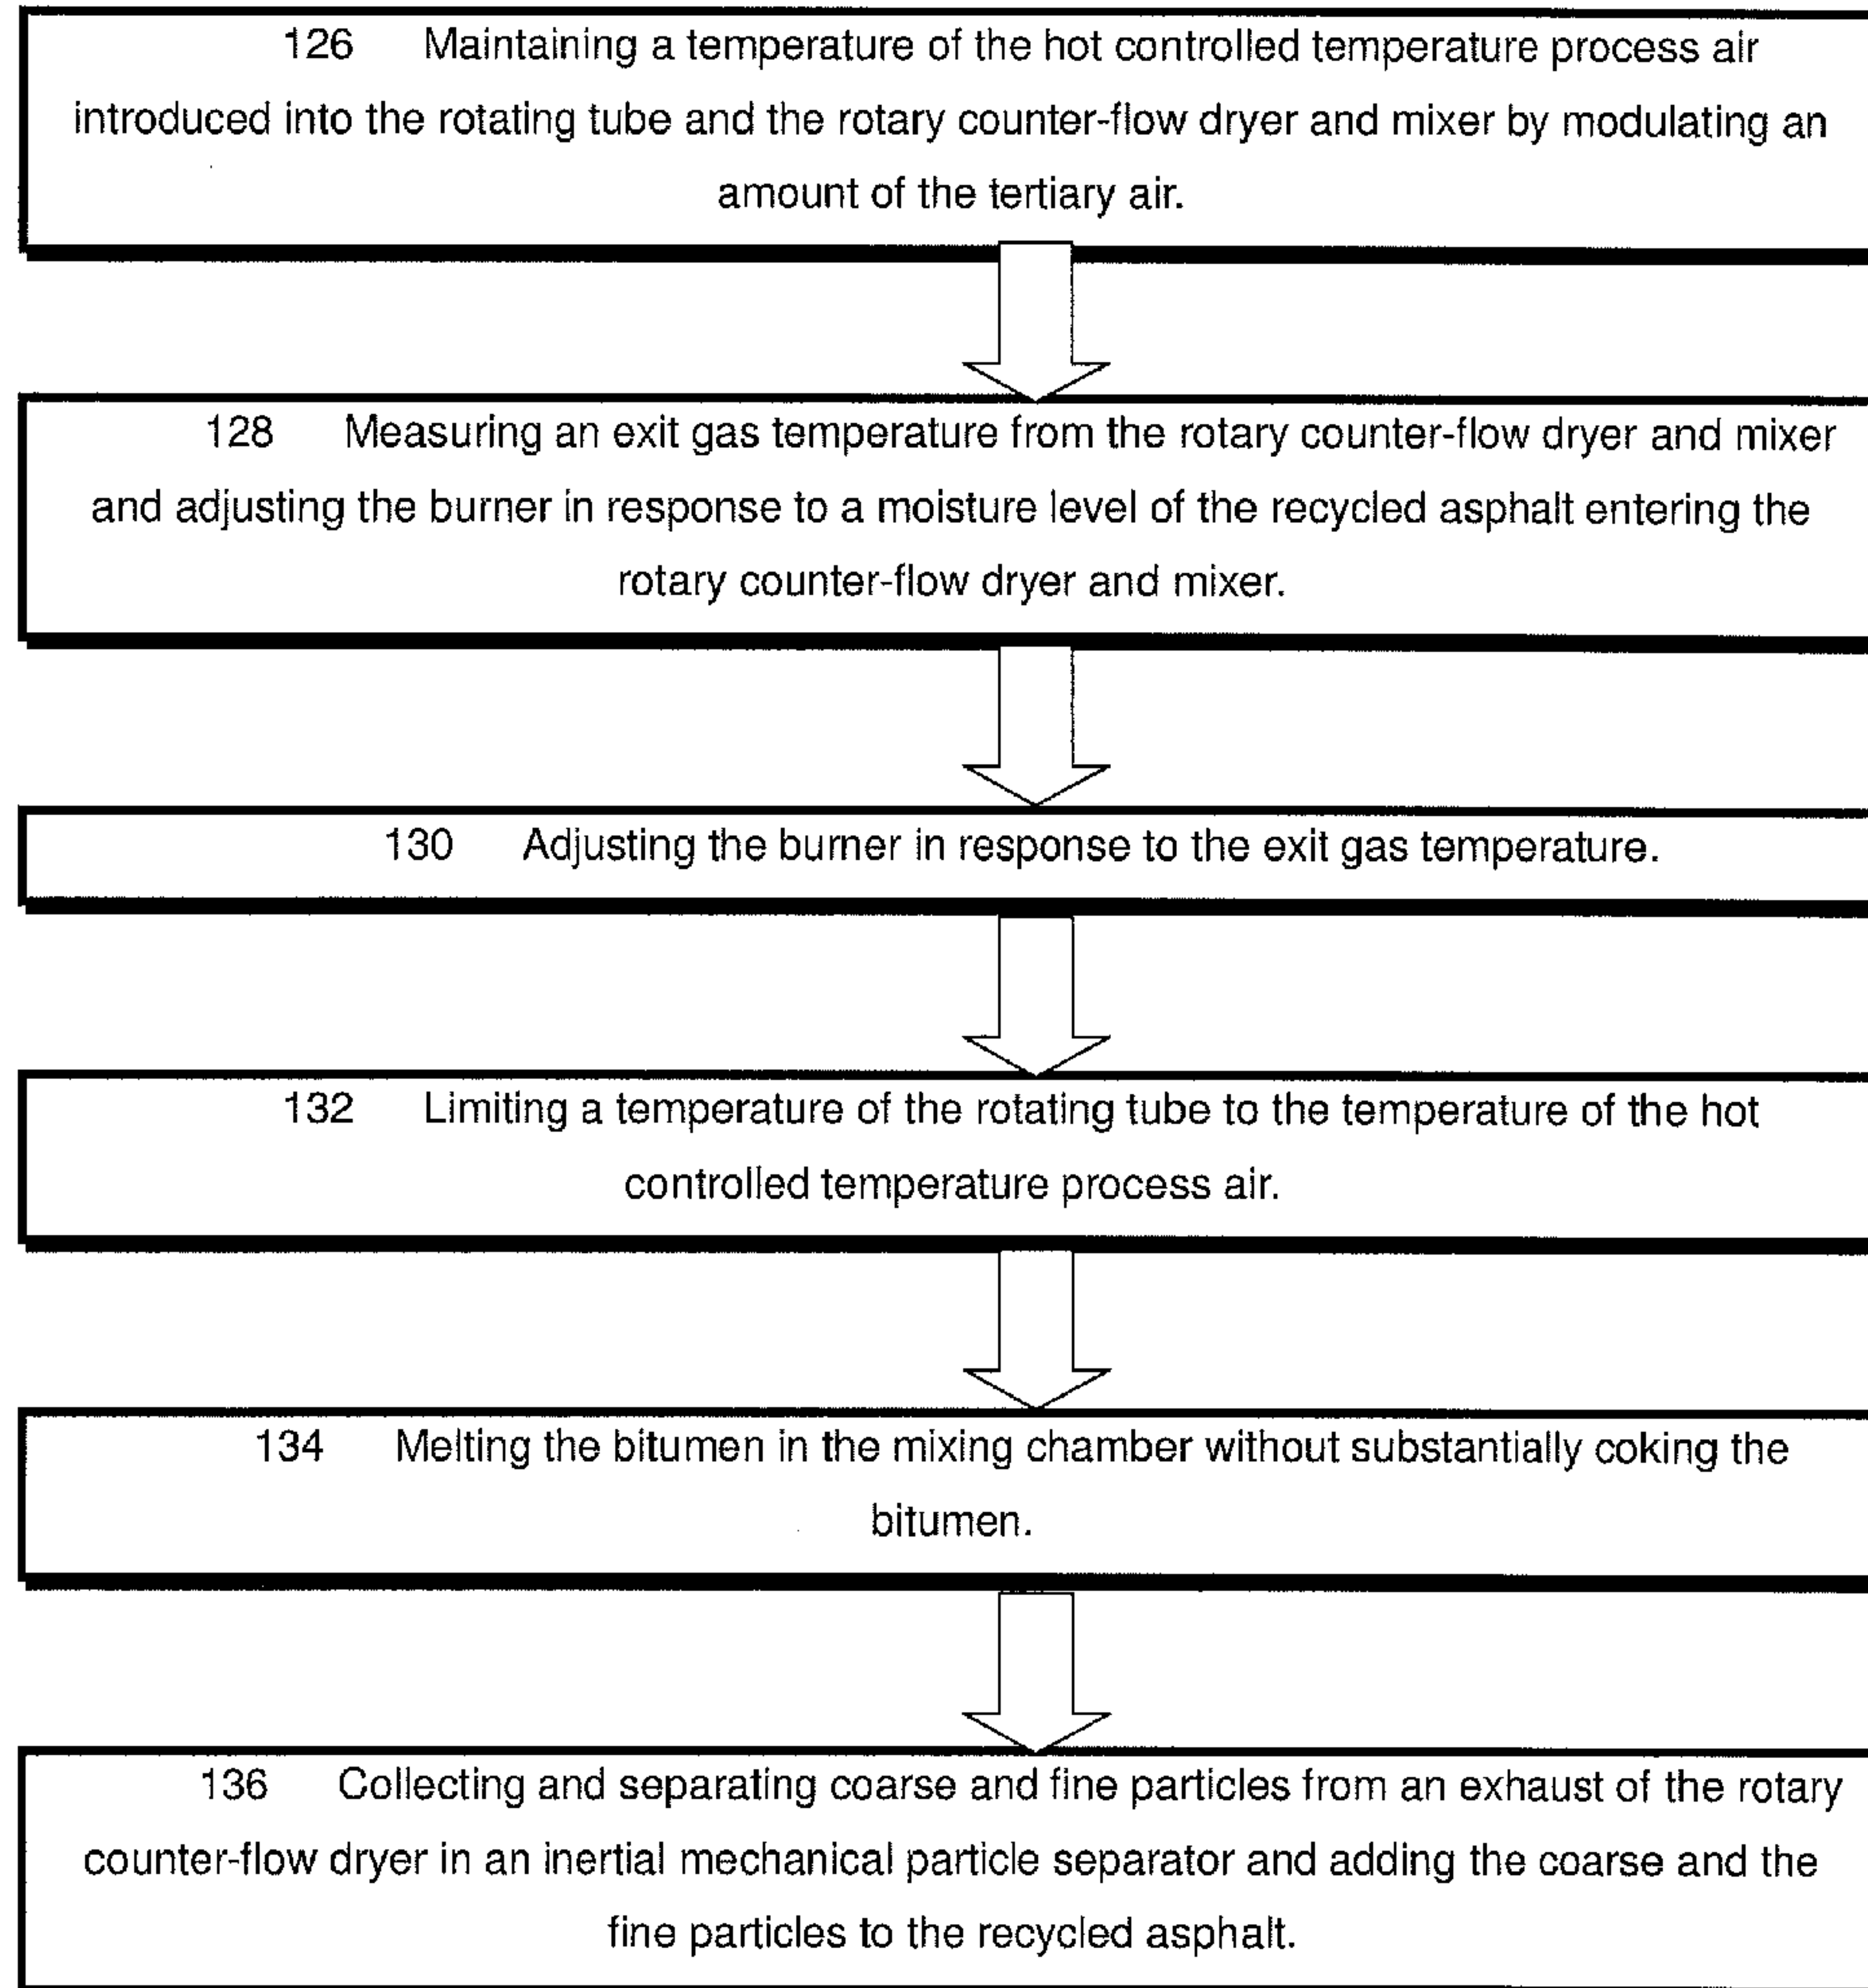 126 Maintaining a temperature of the hot controlled temperature process air
introduced into the rotating tube and the rotary counter-flow dryer and mixer by modulating an
amount of the tertiary air.
128 Measuring an exit gas temperature from the rotary counter-flow dryer and mixer
and adjusting the burner in response to a moisture level of the recycled asphalt entering the
rotary counter-flow dryer and mixer.
130 Adjusting the burner in response to the exit gas temperature.
132 Limiting a temperature of the rotating tube to the temperature of the hot
controlled temperature process air.
134 Melting the bitumen in the mixing chamber without substantially coking the
bitumen.
136 Collecting and separating coarse and fine particles from an exhaust of the rotary
counter-flow dryer in an inertial mechanical particle separator and adding the coarse and the
fine particles to the recycled asphalt.